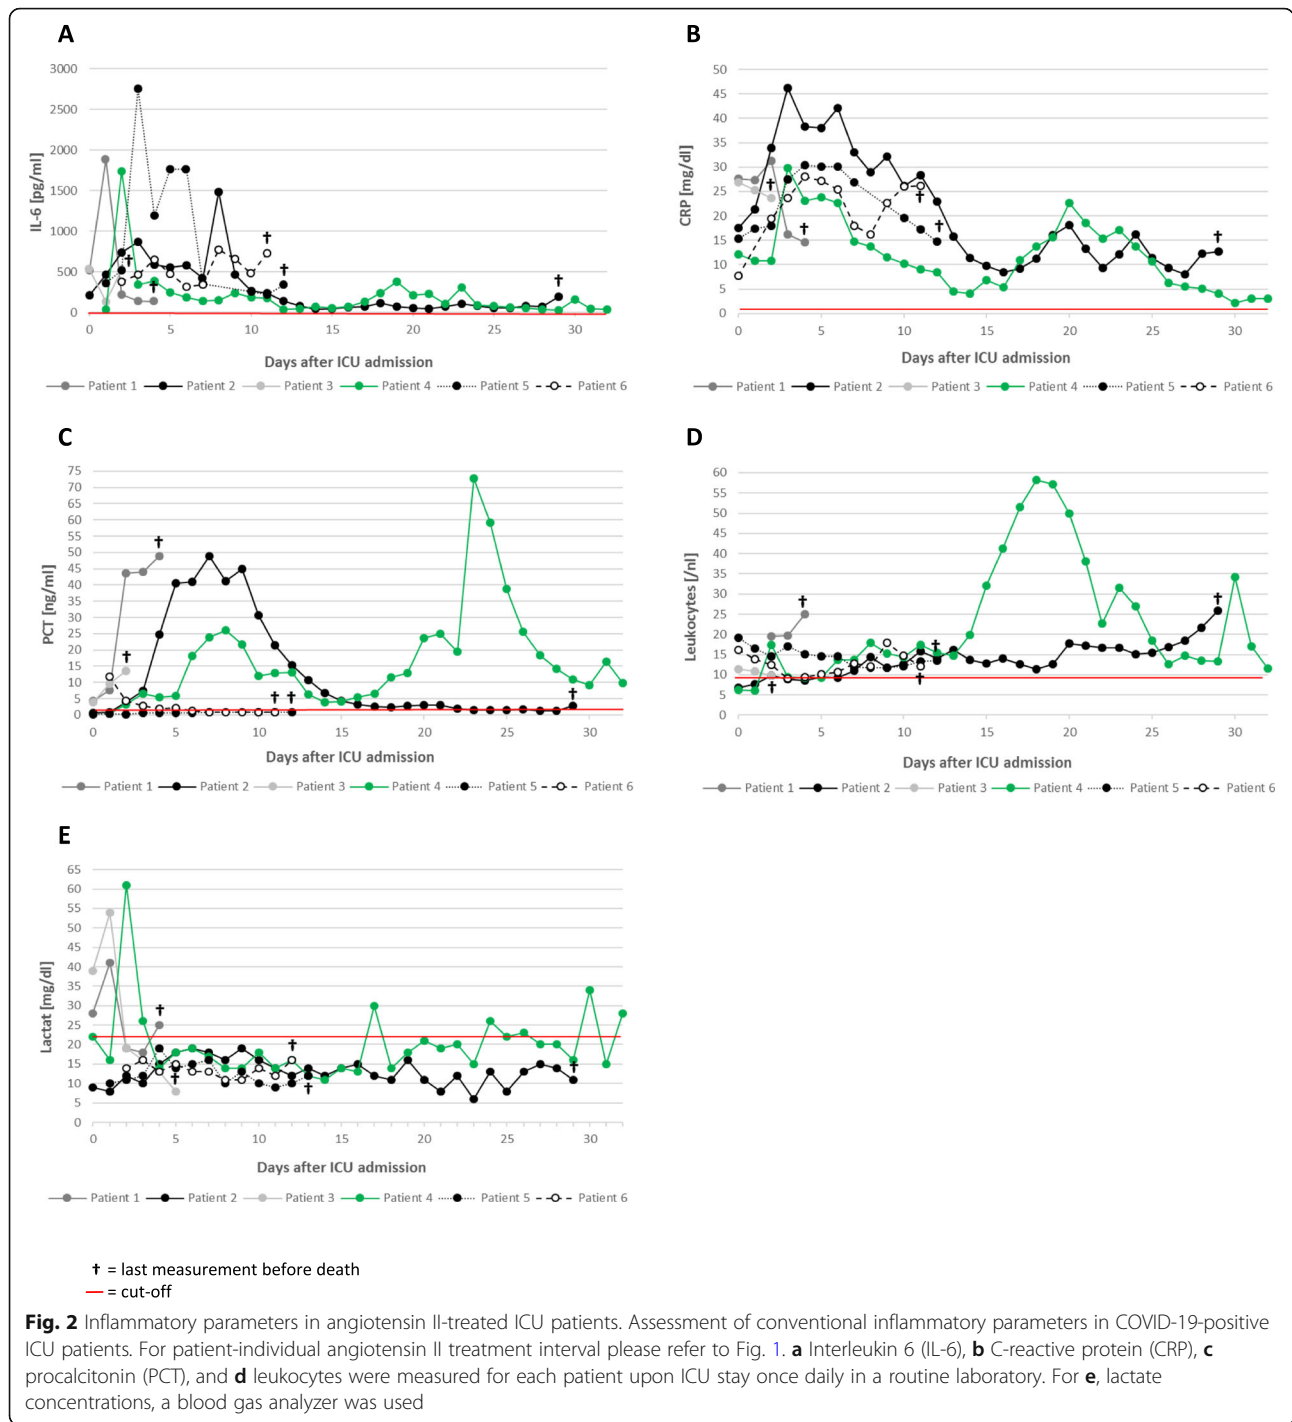 A
3000
2500
2000
1500
1000
500
0
IL-6 [pg/ml]
0 5 10 15 20 25 30
Days after ICU admission
Patient 1 Patient 2 Patient 3 Patient 4 Patient 5 Patient 6
B
50
45
40
35
30
25
20
15
10
5
0
CRP [mg/dl]
0 5 10 15 20 25 30
Days after ICU admission
Patient 1 Patient 2 Patient 3 Patient 4 Patient 5 Patient 6
C
75
70
65
60
55
50
45
40
35
30
25
20
15
10
5
0
PCT [ng/ml]
0 5 10 15 20 25 30
Days after ICU admission
Patient 1 Patient 2 Patient 3 Patient 4 Patient 5 Patient 6
D
60
55
50
45
40
35
30
25
20
15
10
5
0
Leukocytes [/nl]
0 5 10 15 20 25 30
Days after ICU admission
Patient 1 Patient 2 Patient 3 Patient 4 Patient 5 Patient 6
E
65
60
55
50
45
40
35
30
25
20
15
10
5
0
Lactat [mg/dl]
0 5 10 15 20 25 30
Days after ICU admission
Patient 1 Patient 2 Patient 3 Patient 4 Patient 5 Patient 6
✝ = last measurement before death
— = cut-off
Fig. 2 Inflammatory parameters in angiotensin II-treated ICU patients. Assessment of conventional inflammatory parameters in COVID-19-positive
ICU patients. For patient-individual angiotensin II treatment interval please refer to Fig. 1. a Interleukin 6 (IL-6), b C-reactive protein (CRP), c
procalcitonin (PCT), and d leukocytes were measured for each patient upon ICU stay once daily in a routine laboratory. For e, lactate
concentrations, a blood gas analyzer was used